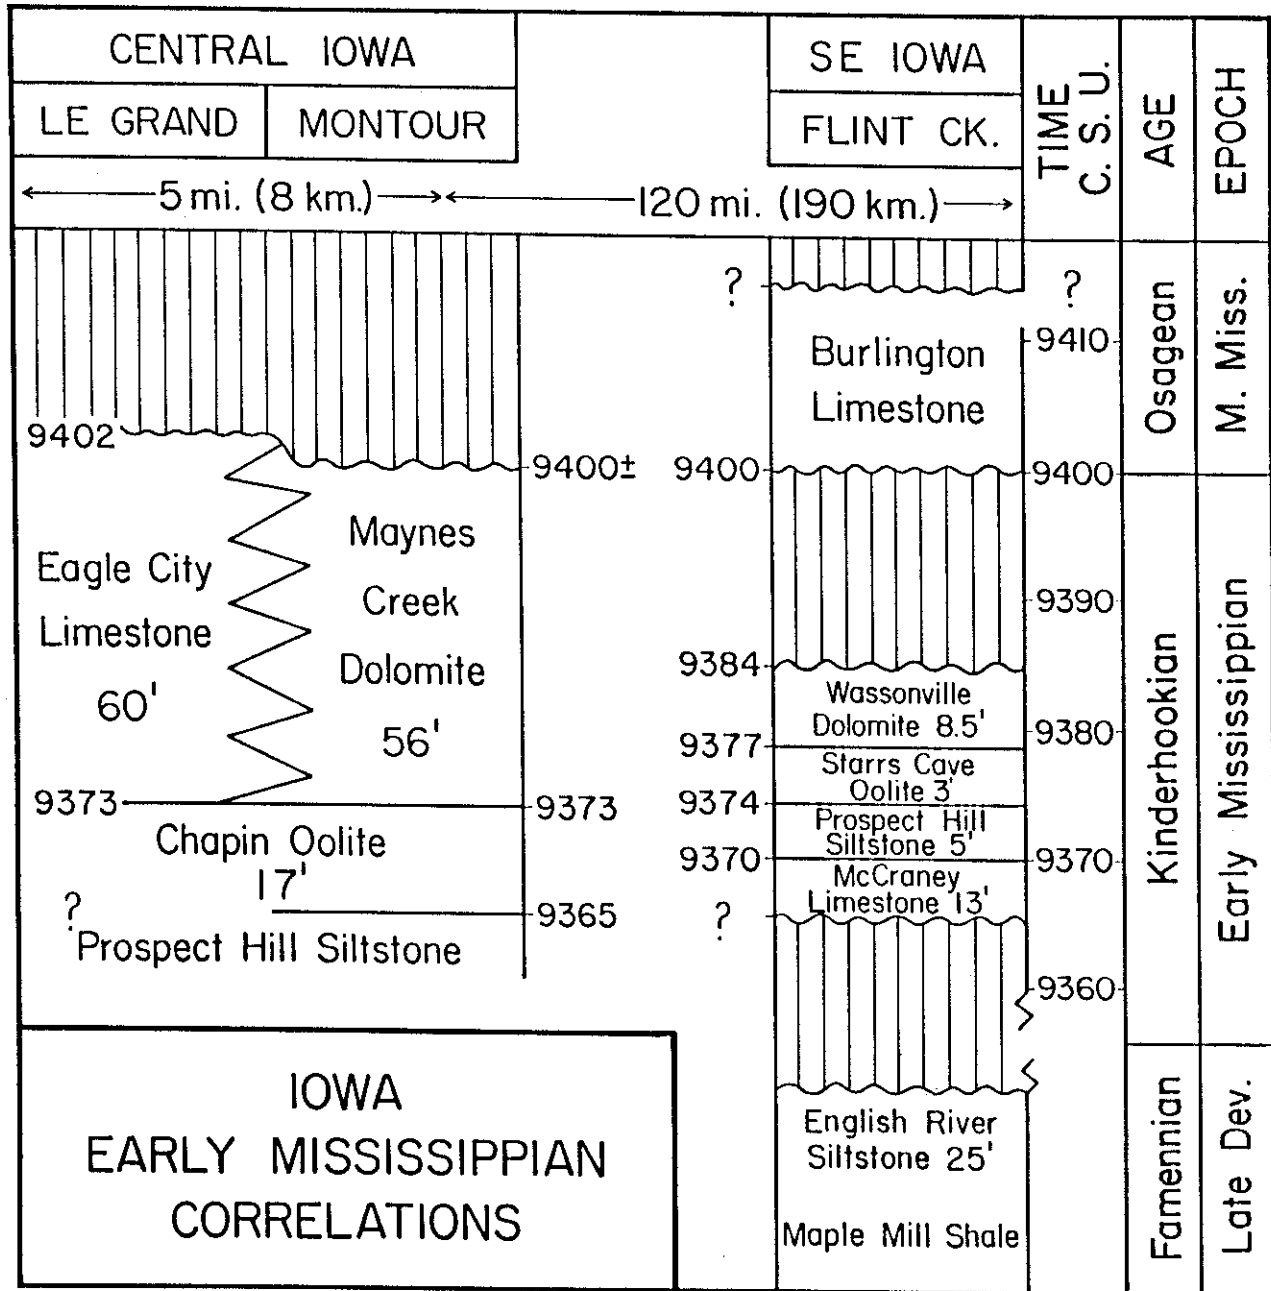 CENTRAL IOWA
LE GRAND
MONTOUR
SE IOWA
FLINT CK.
TIME
C. S. U.
AGE
EPOCH
5 mi. (8 km.)
120 mi. (190 km.)
9402
Eagle City
Limestone
60'
Maynes
Creek
Dolomite
56'
9400±
9373
9373
Chapin Oolite
17'
9365
?
Prospect Hill Siltstone
?
Burlington
Limestone
9400
9384
Wassonville
Dolomite 8.5'
9377
Starrs Cave
Oolite 3'
9374
Prospect Hill
Siltstone 5'
9370
McCraney
Limestone 13'
?
English River
Siltstone 25'
Maple Mill Shale
?
9410
9400
9390
9380
9370
9360
Osagean
Kinderhookian
Famennian
M. Miss.
Early Mississippian
Late Dev.
IOWA
EARLY MISSISSIPPIAN
CORRELATIONS